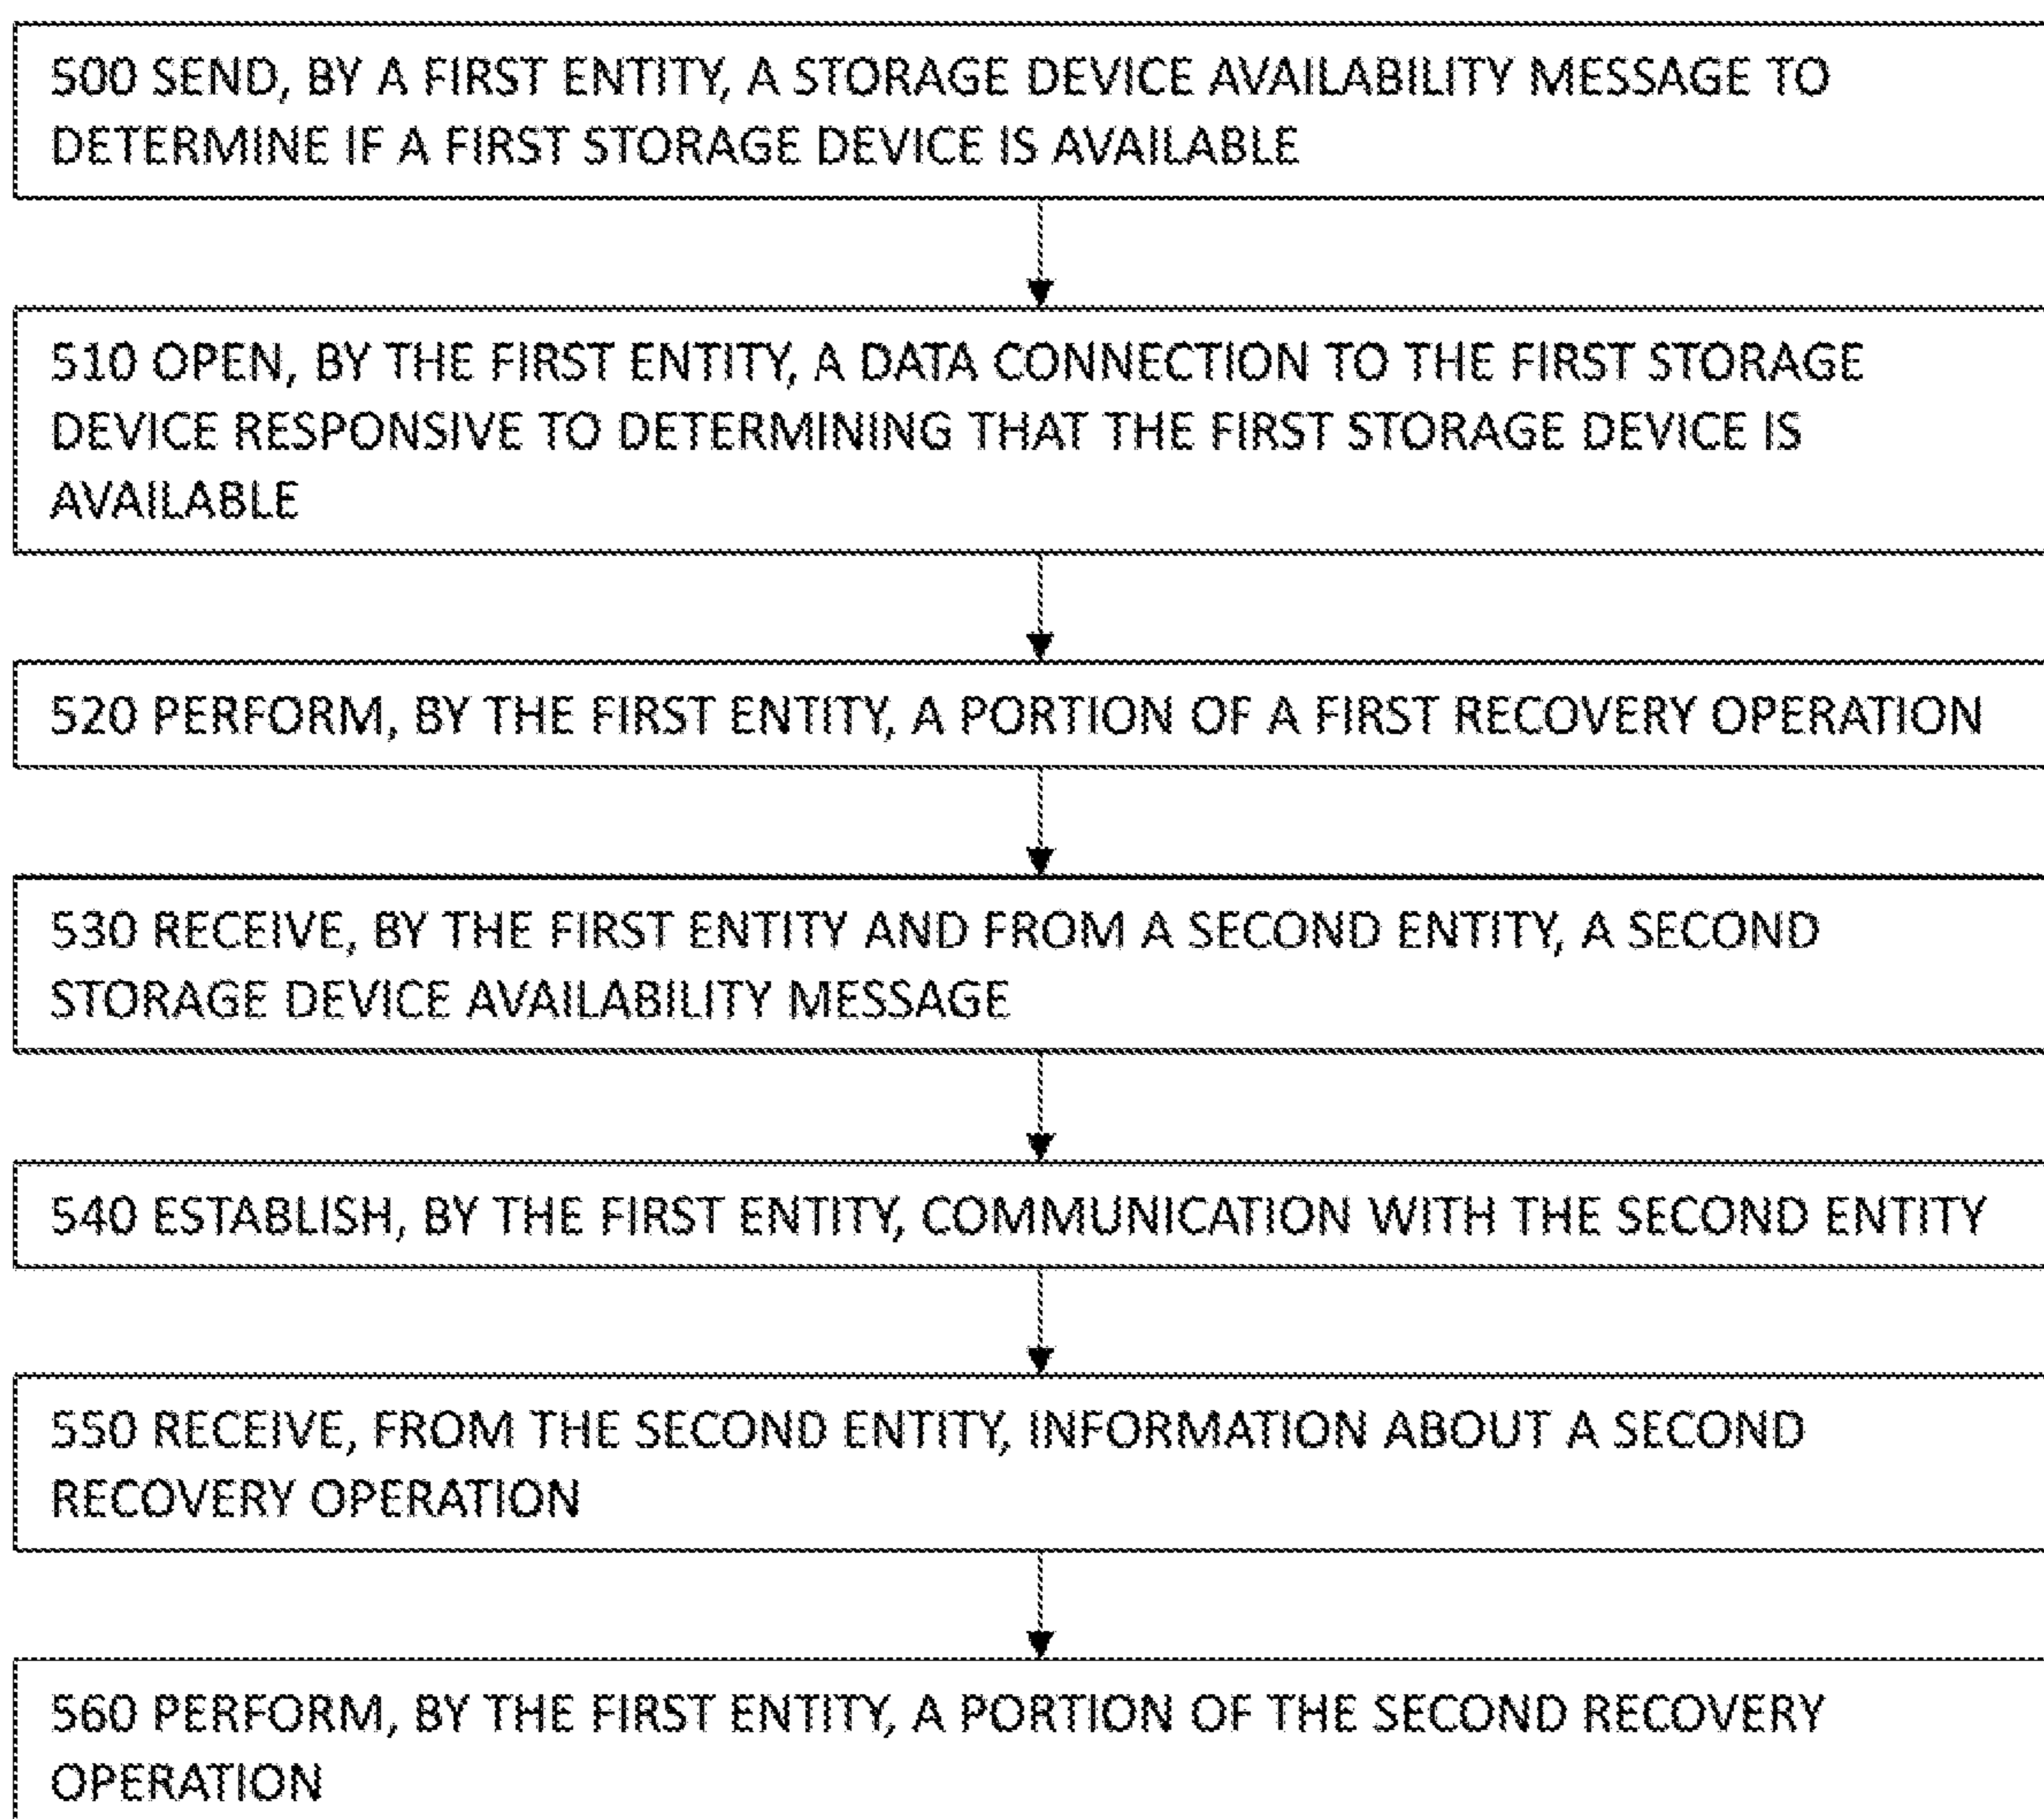 500 SEND, BY A FIRST ENTITY, A STORAGE DEVICE AVAILABILITY MESSAGE TO
DETERMINE IF A FIRST STORAGE DEVICE IS AVAILABLE
510 OPEN, BY THE FIRST ENTITY, A DATA CONNECTION TO THE FIRST STORAGE
DEVICE RESPONSIVE TO DETERMINING THAT THE FIRST STORAGE DEVICE IS
AVAILABLE
520 PERFORM, BY THE FIRST ENTITY, A PORTION OF A FIRST RECOVERY OPERATION
530 RECEIVE, BY THE FIRST ENTITY AND FROM A SECOND ENTITY, A SECOND
STORAGE DEVICE AVAILABILITY MESSAGE
540 ESTABLISH, BY THE FIRST ENTITY, COMMUNICATION WITH THE SECOND ENTITY
550 RECEIVE, FROM THE SECOND ENTITY, INFORMATION ABOUT A SECOND
RECOVERY OPERATION
560 PERFORM, BY THE FIRST ENTITY, A PORTION OF THE SECOND RECOVERY
OPERATION